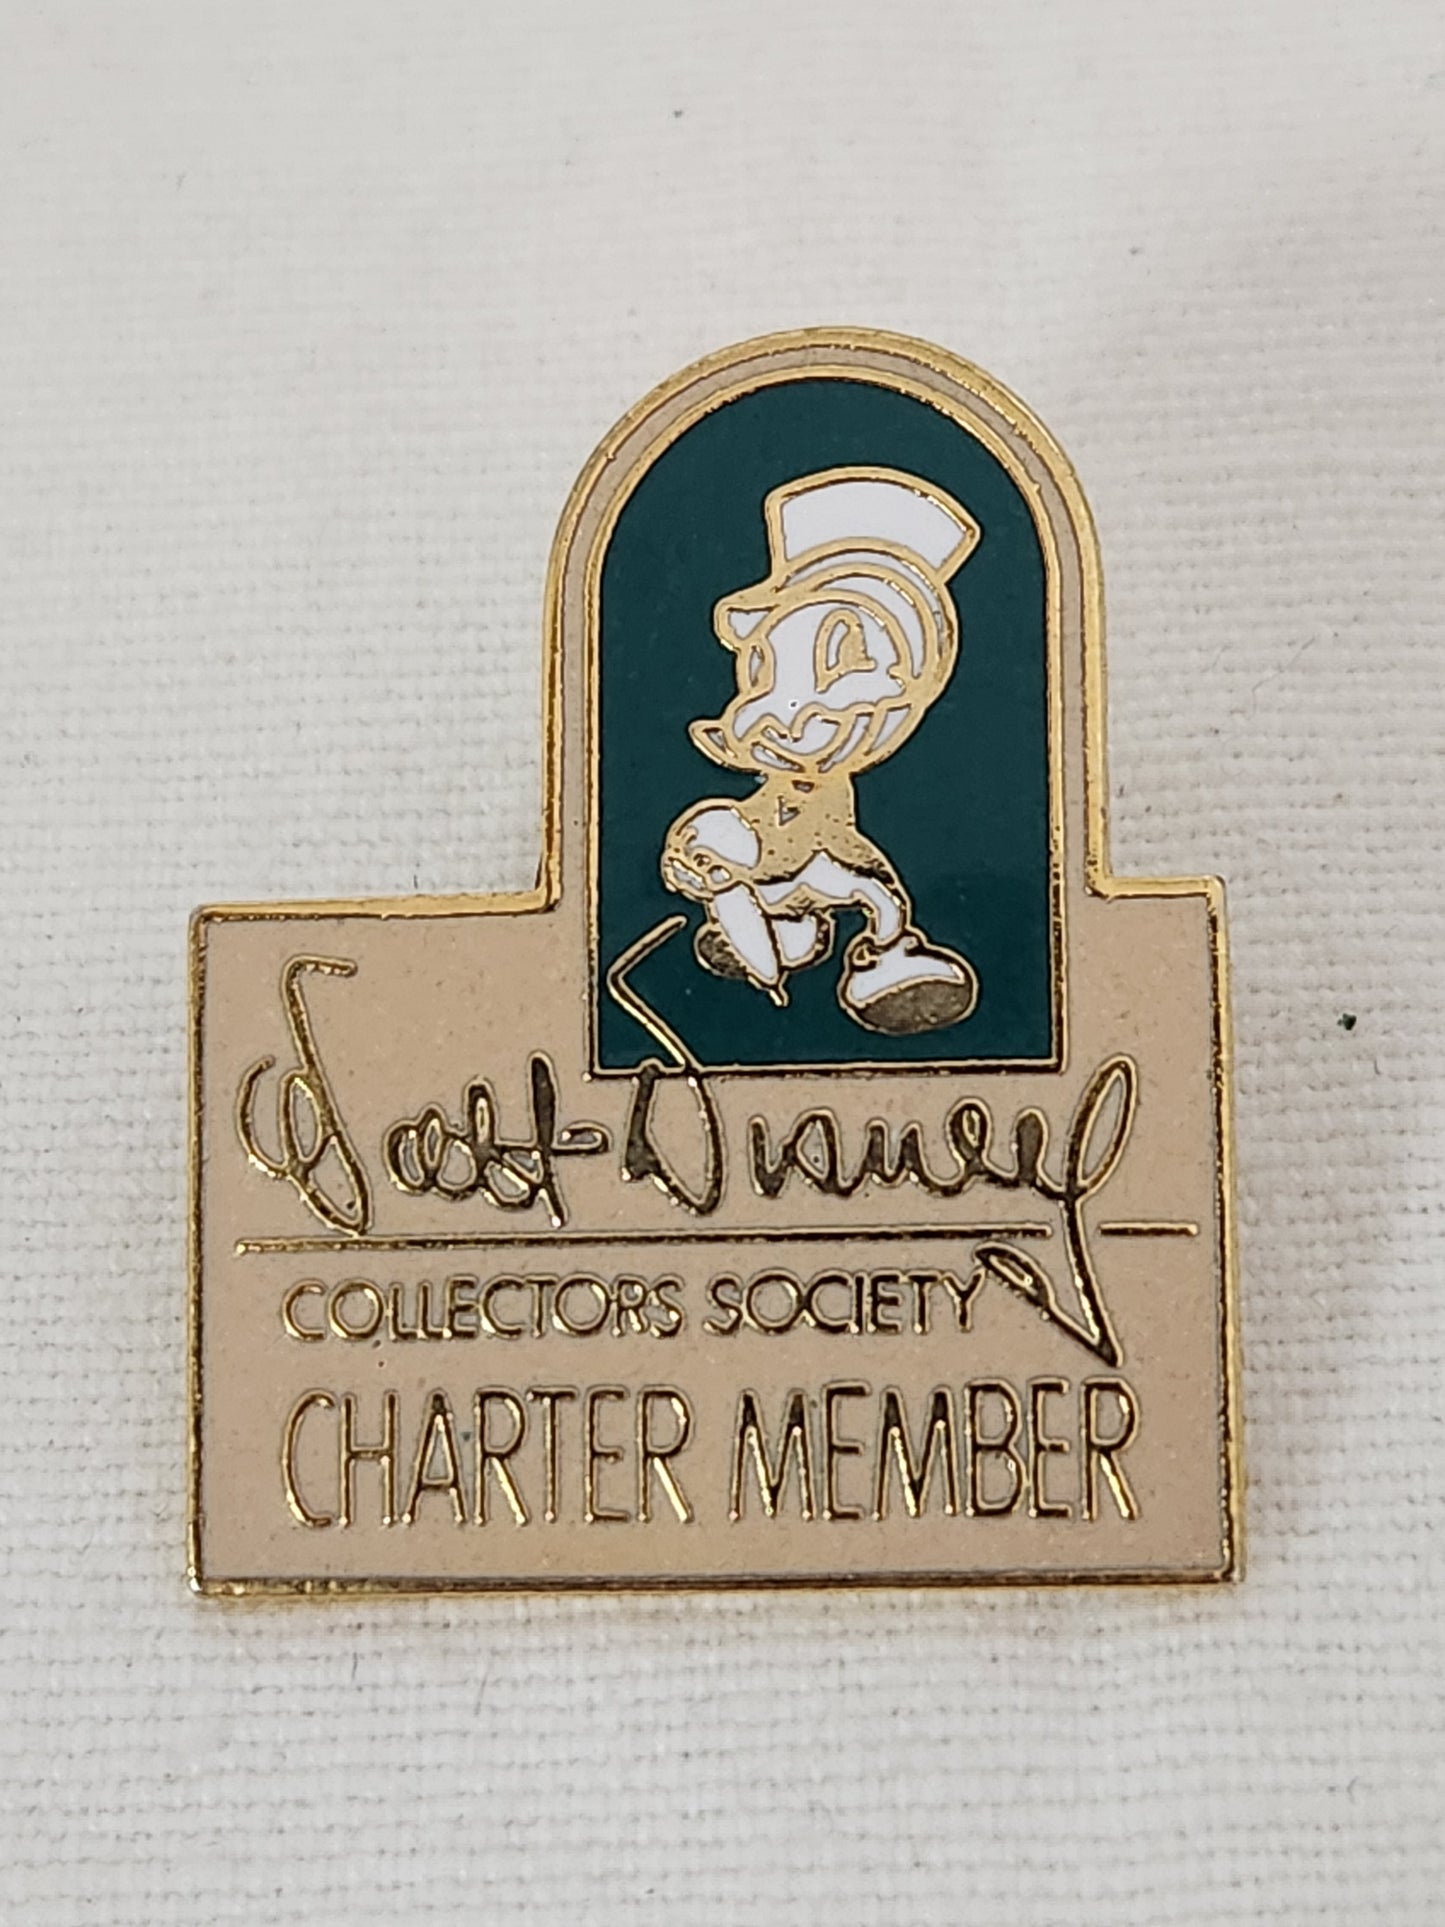 Walt Disney
COLLECTORS SOCIETY
CHARTER MEMBER